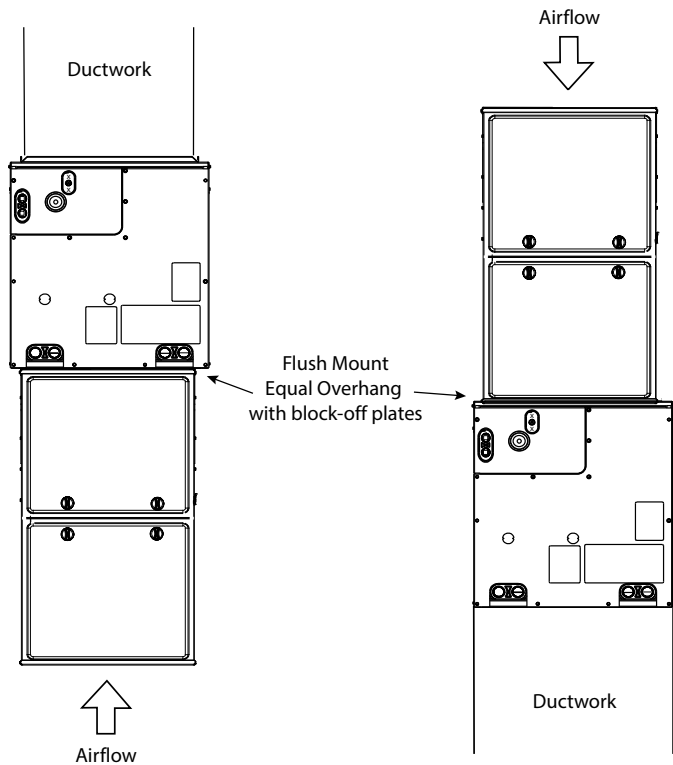 Ductwork
Airflow
Flush Mount
Equal Overhang
with block-off plates
Airflow
Ductwork